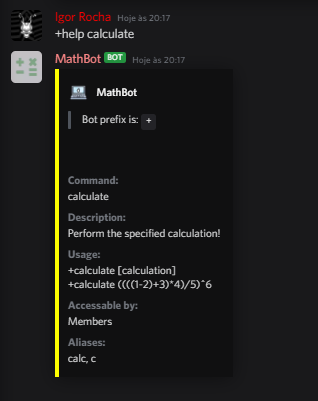 Igor Rocha Hoje às 20:17
+help calculate
MathBot BOT Hoje às 20:17
MathBot
Bot prefix is: +
Command:
calculate
Description:
Perform the specified calculation!
Usage:
+calculate [calculation]
+calculate ((((1-2)+3)*4)/5)^6
Accessable by:
Members
Aliases:
calc, c